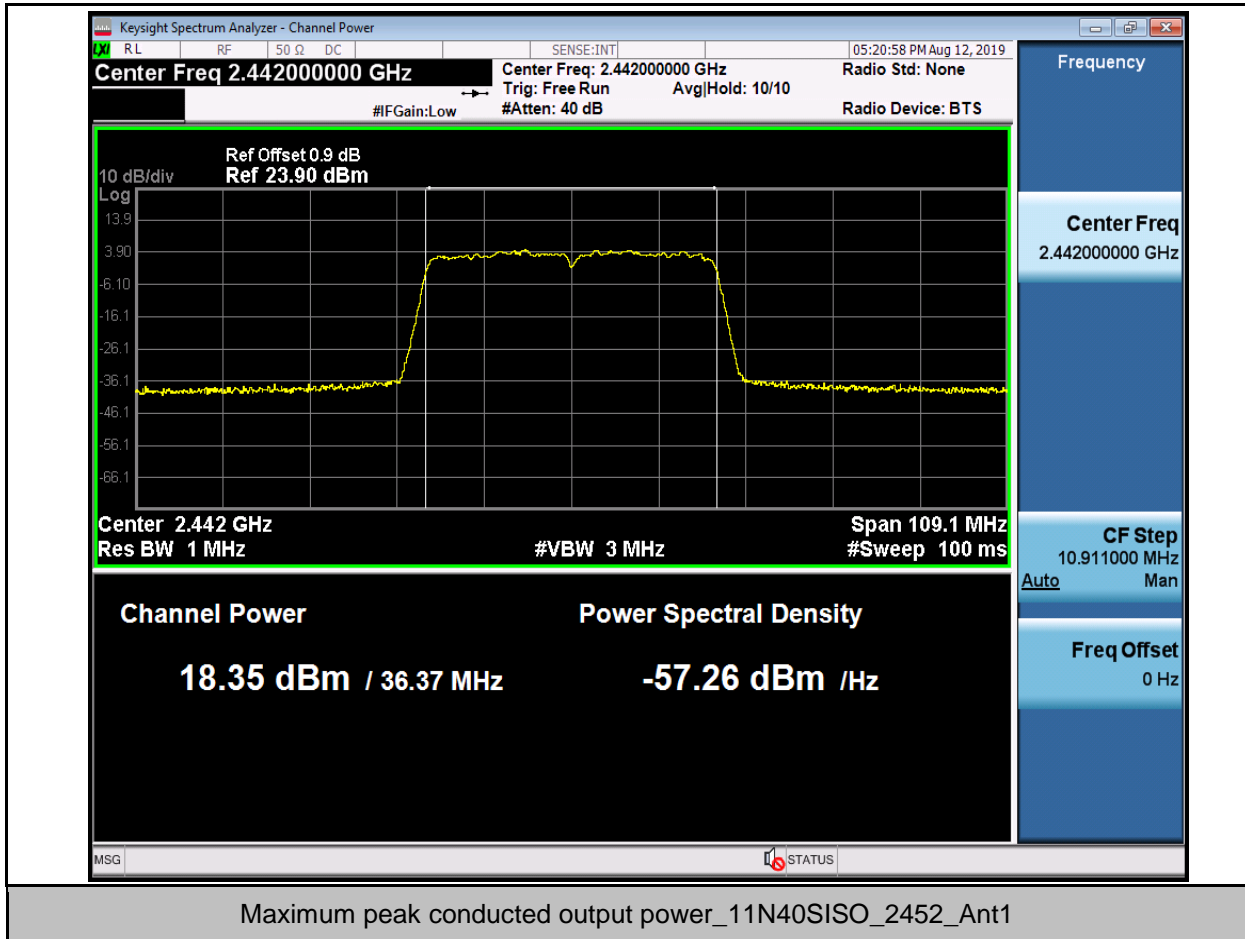 Keysight Spectrum Analyzer - Channel Power
LXI RL RF 50 Ω DC SENSE:INT 05:20:58 PM Aug 12, 2019
Center Freq 2.442000000 GHz
#IFGain:Low
Center Freq: 2.442000000 GHz
Trig: Free Run Avg|Hold: 10/10
#Atten: 40 dB
Radio Std: None
Radio Device: BTS
Ref Offset 0.9 dB
10 dB/div Ref 23.90 dBm
Log
13.9
3.90
-6.10
-16.1
-26.1
-36.1
-46.1
-56.1
-66.1
Center 2.442 GHz Span 109.1 MHz
Res BW 1 MHz #VBW 3 MHz #Sweep 100 ms
Channel Power Power Spectral Density
18.35 dBm / 36.37 MHz -57.26 dBm /Hz
MSG STATUS
Frequency
Center Freq
2.442000000 GHz
CF Step
10.911000 MHz
Auto Man
Freq Offset
0 Hz
Maximum peak conducted output power_11N40SISO_2452_Ant1